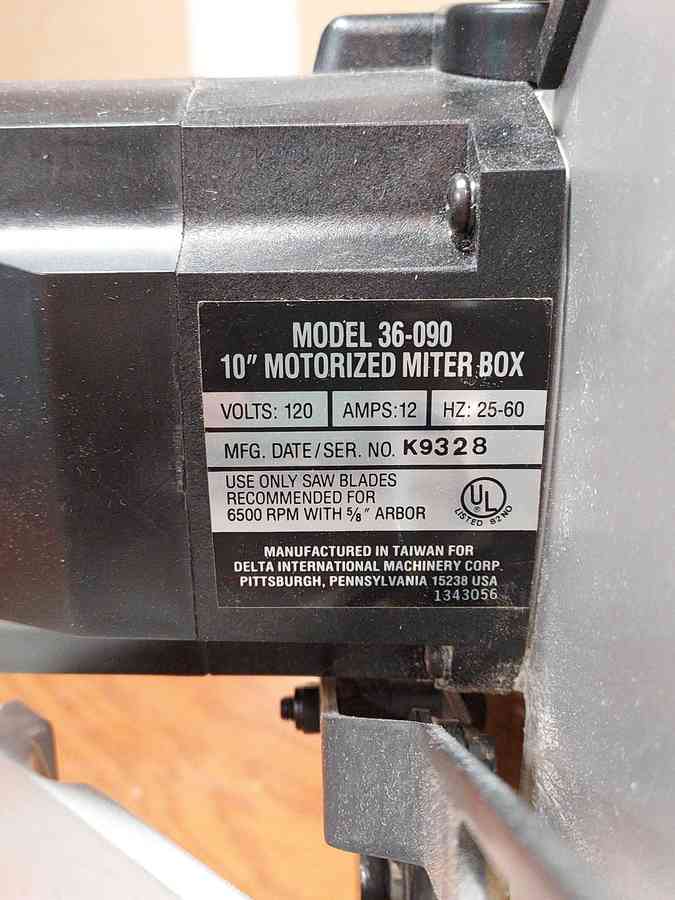 MODEL 36-090
10" MOTORIZED MITER BOX
VOLTS: 120 AMPS:12 HZ: 25-60
MFG. DATE/SER. NO. K9328
USE ONLY SAW BLADES
RECOMMENDED FOR
6500 RPM WITH 5/8" ARBOR
UL
®
LISTED 82NO
MANUFACTURED IN TAIWAN FOR
DELTA INTERNATIONAL MACHINERY CORP.
PITTSBURGH, PENNSYLVANIA 15238 USA
1343056